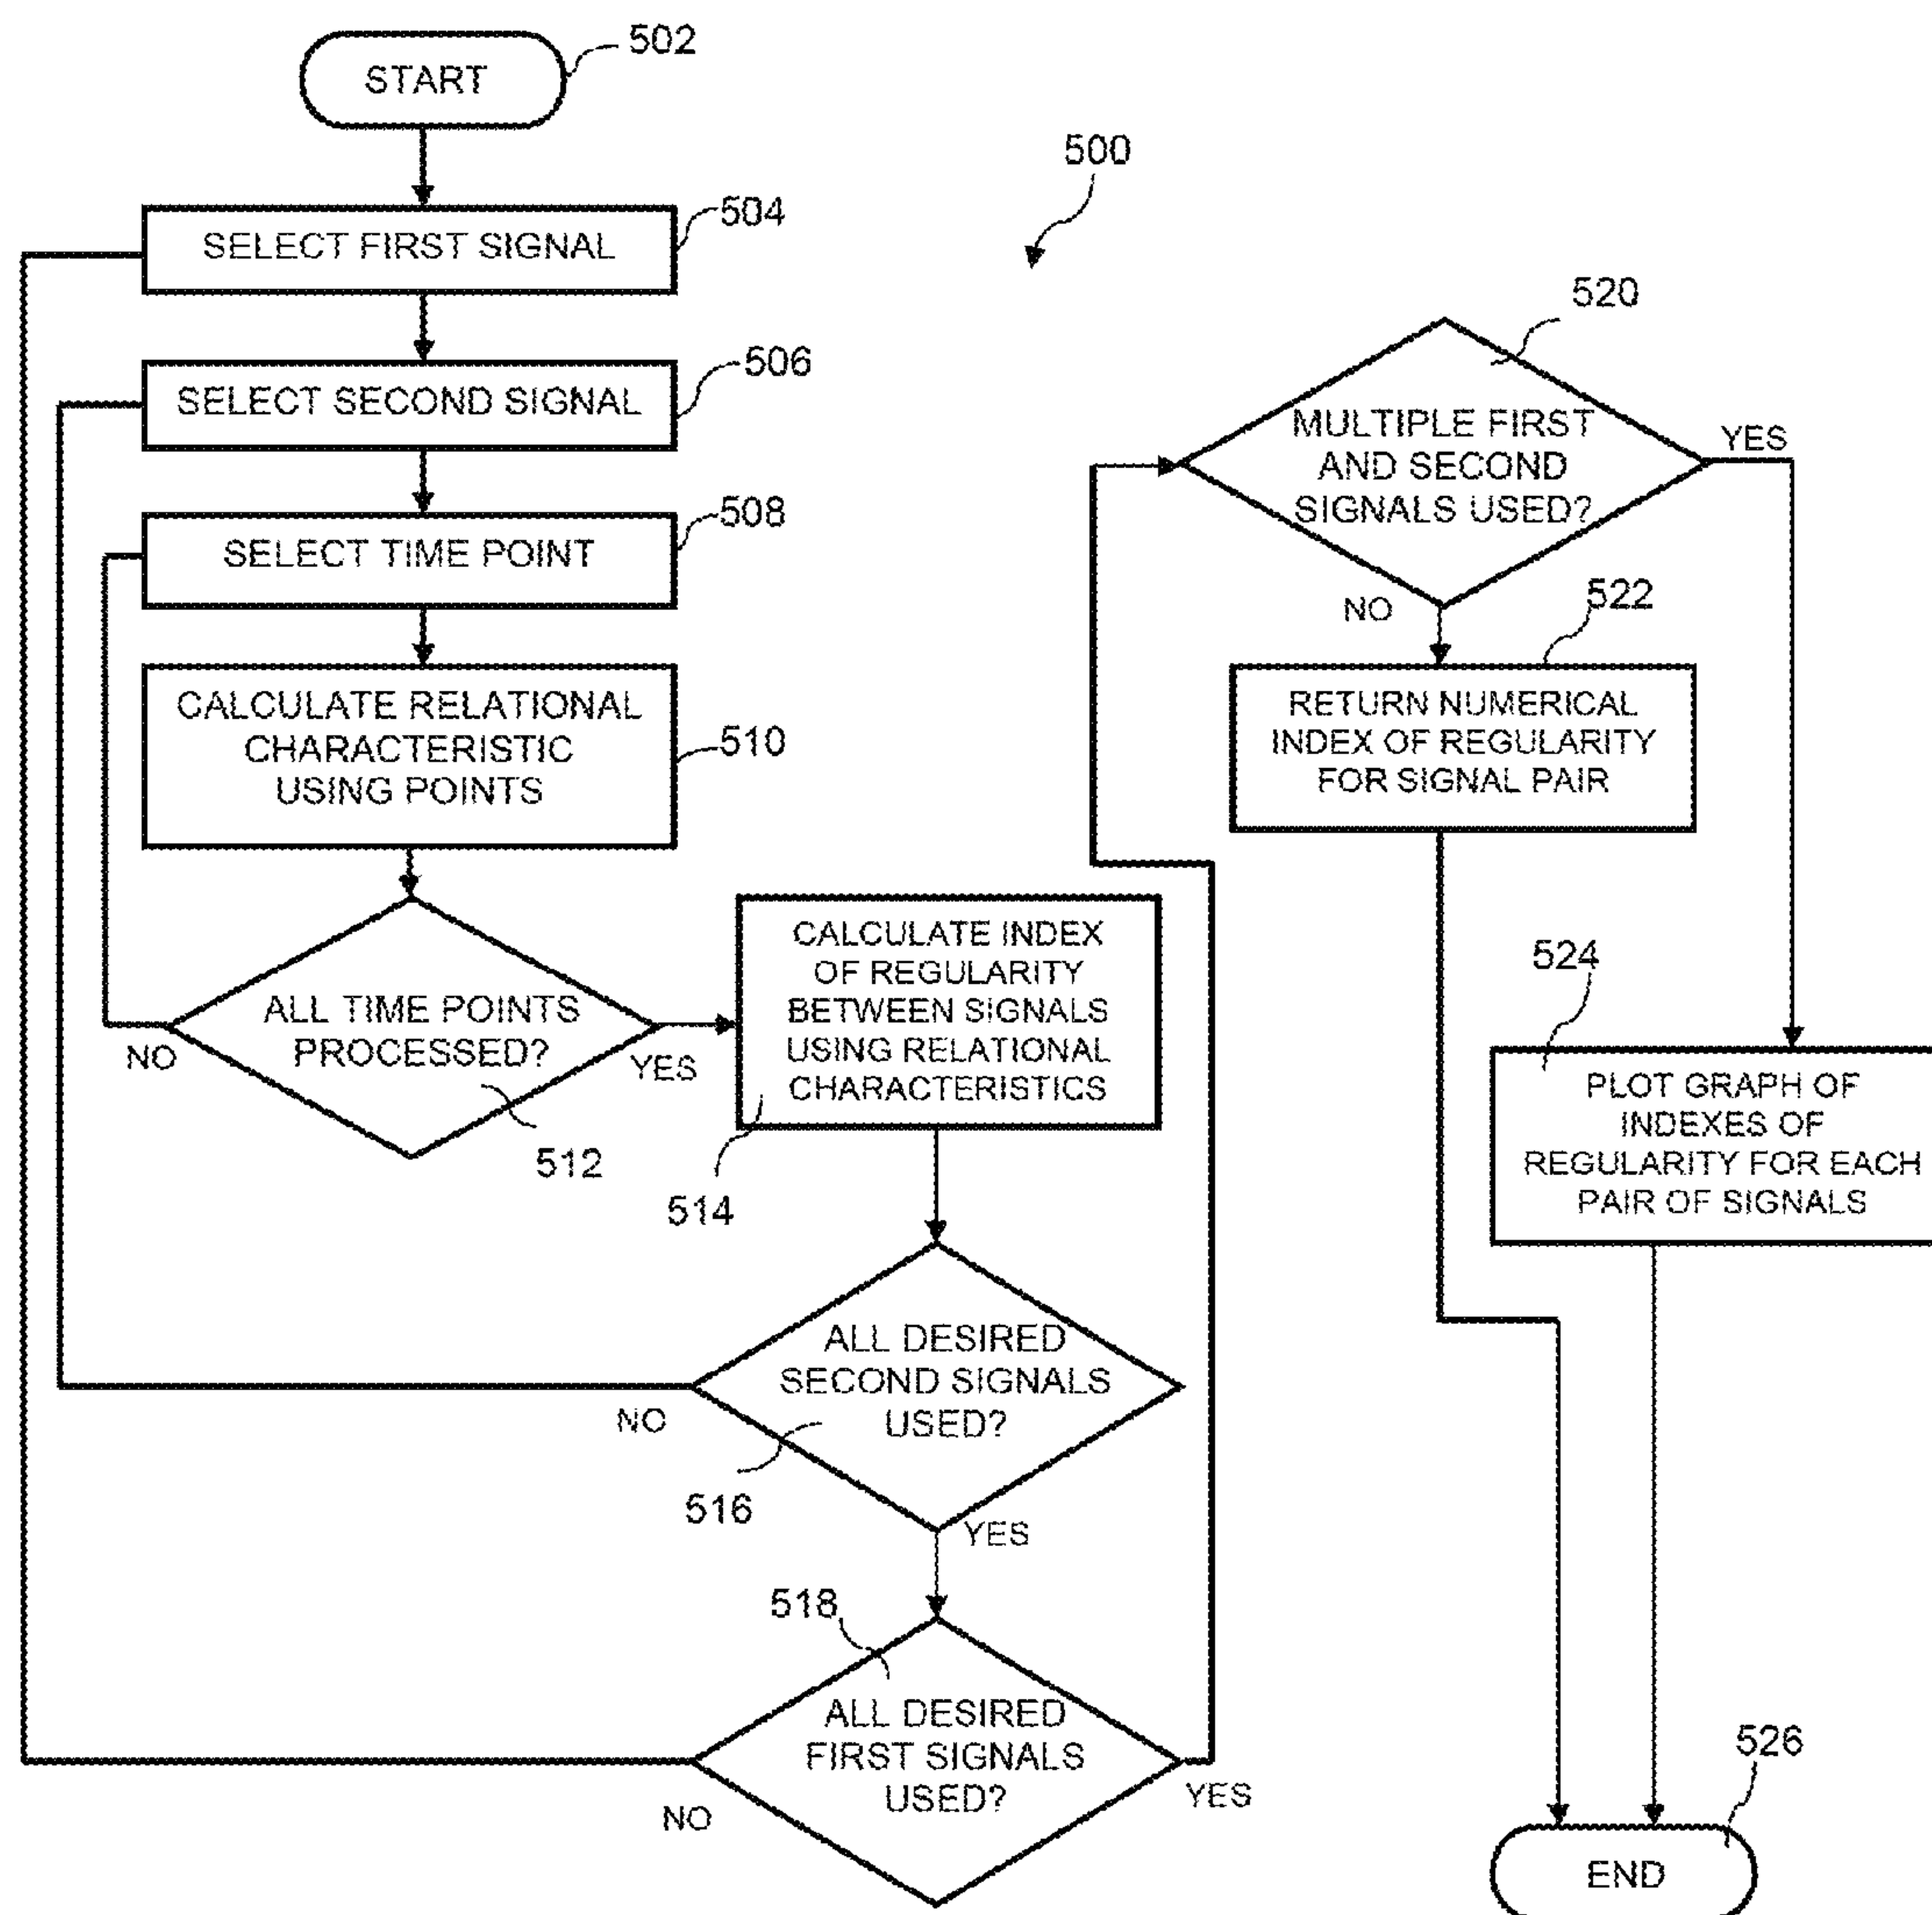 START
502
500
504
SELECT FIRST SIGNAL
506
SELECT SECOND SIGNAL
508
SELECT TIME POINT
CALCULATE RELATIONAL
CHARACTERISTIC
USING POINTS
510
ALL TIME POINTS
PROCESSED?
NO
YES
512
CALCULATE INDEX
OF REGULARITY
BETWEEN SIGNALS
USING RELATIONAL
CHARACTERISTICS
514
ALL DESIRED
SECOND SIGNALS
USED?
NO
516
YES
518
ALL DESIRED
FIRST SIGNALS
USED?
NO
YES
520
MULTIPLE FIRST
AND SECOND
SIGNALS USED?
YES
NO
522
RETURN NUMERICAL
INDEX OF REGULARITY
FOR SIGNAL PAIR
524
PLOT GRAPH OF
INDEXES OF
REGULARITY FOR EACH
PAIR OF SIGNALS
526
END